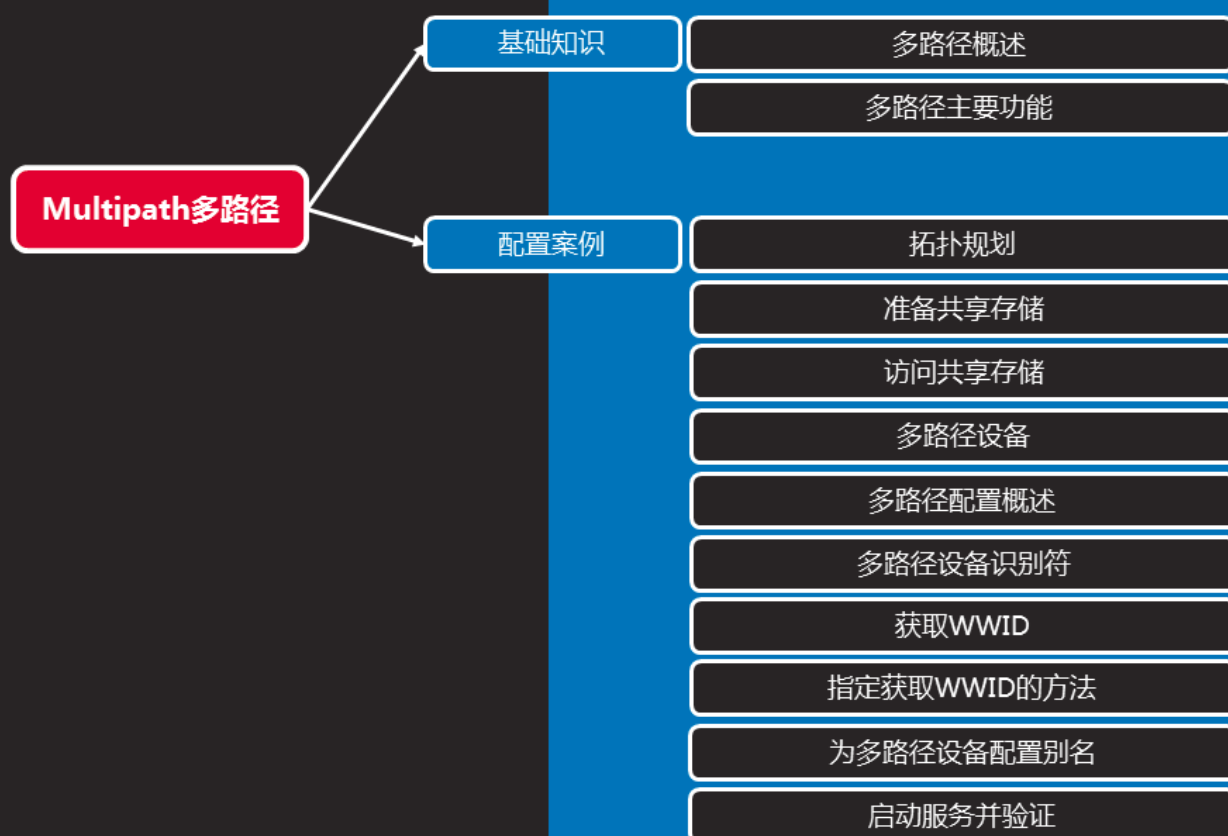 Multipath多路径
基础知识
多路径概述
多路径主要功能
配置案例
拓扑规划
准备共享存储
访问共享存储
多路径设备
多路径配置概述
多路径设备识别符
获取WWID
指定获取WWID的方法
为多路径设备配置别名
启动服务并验证